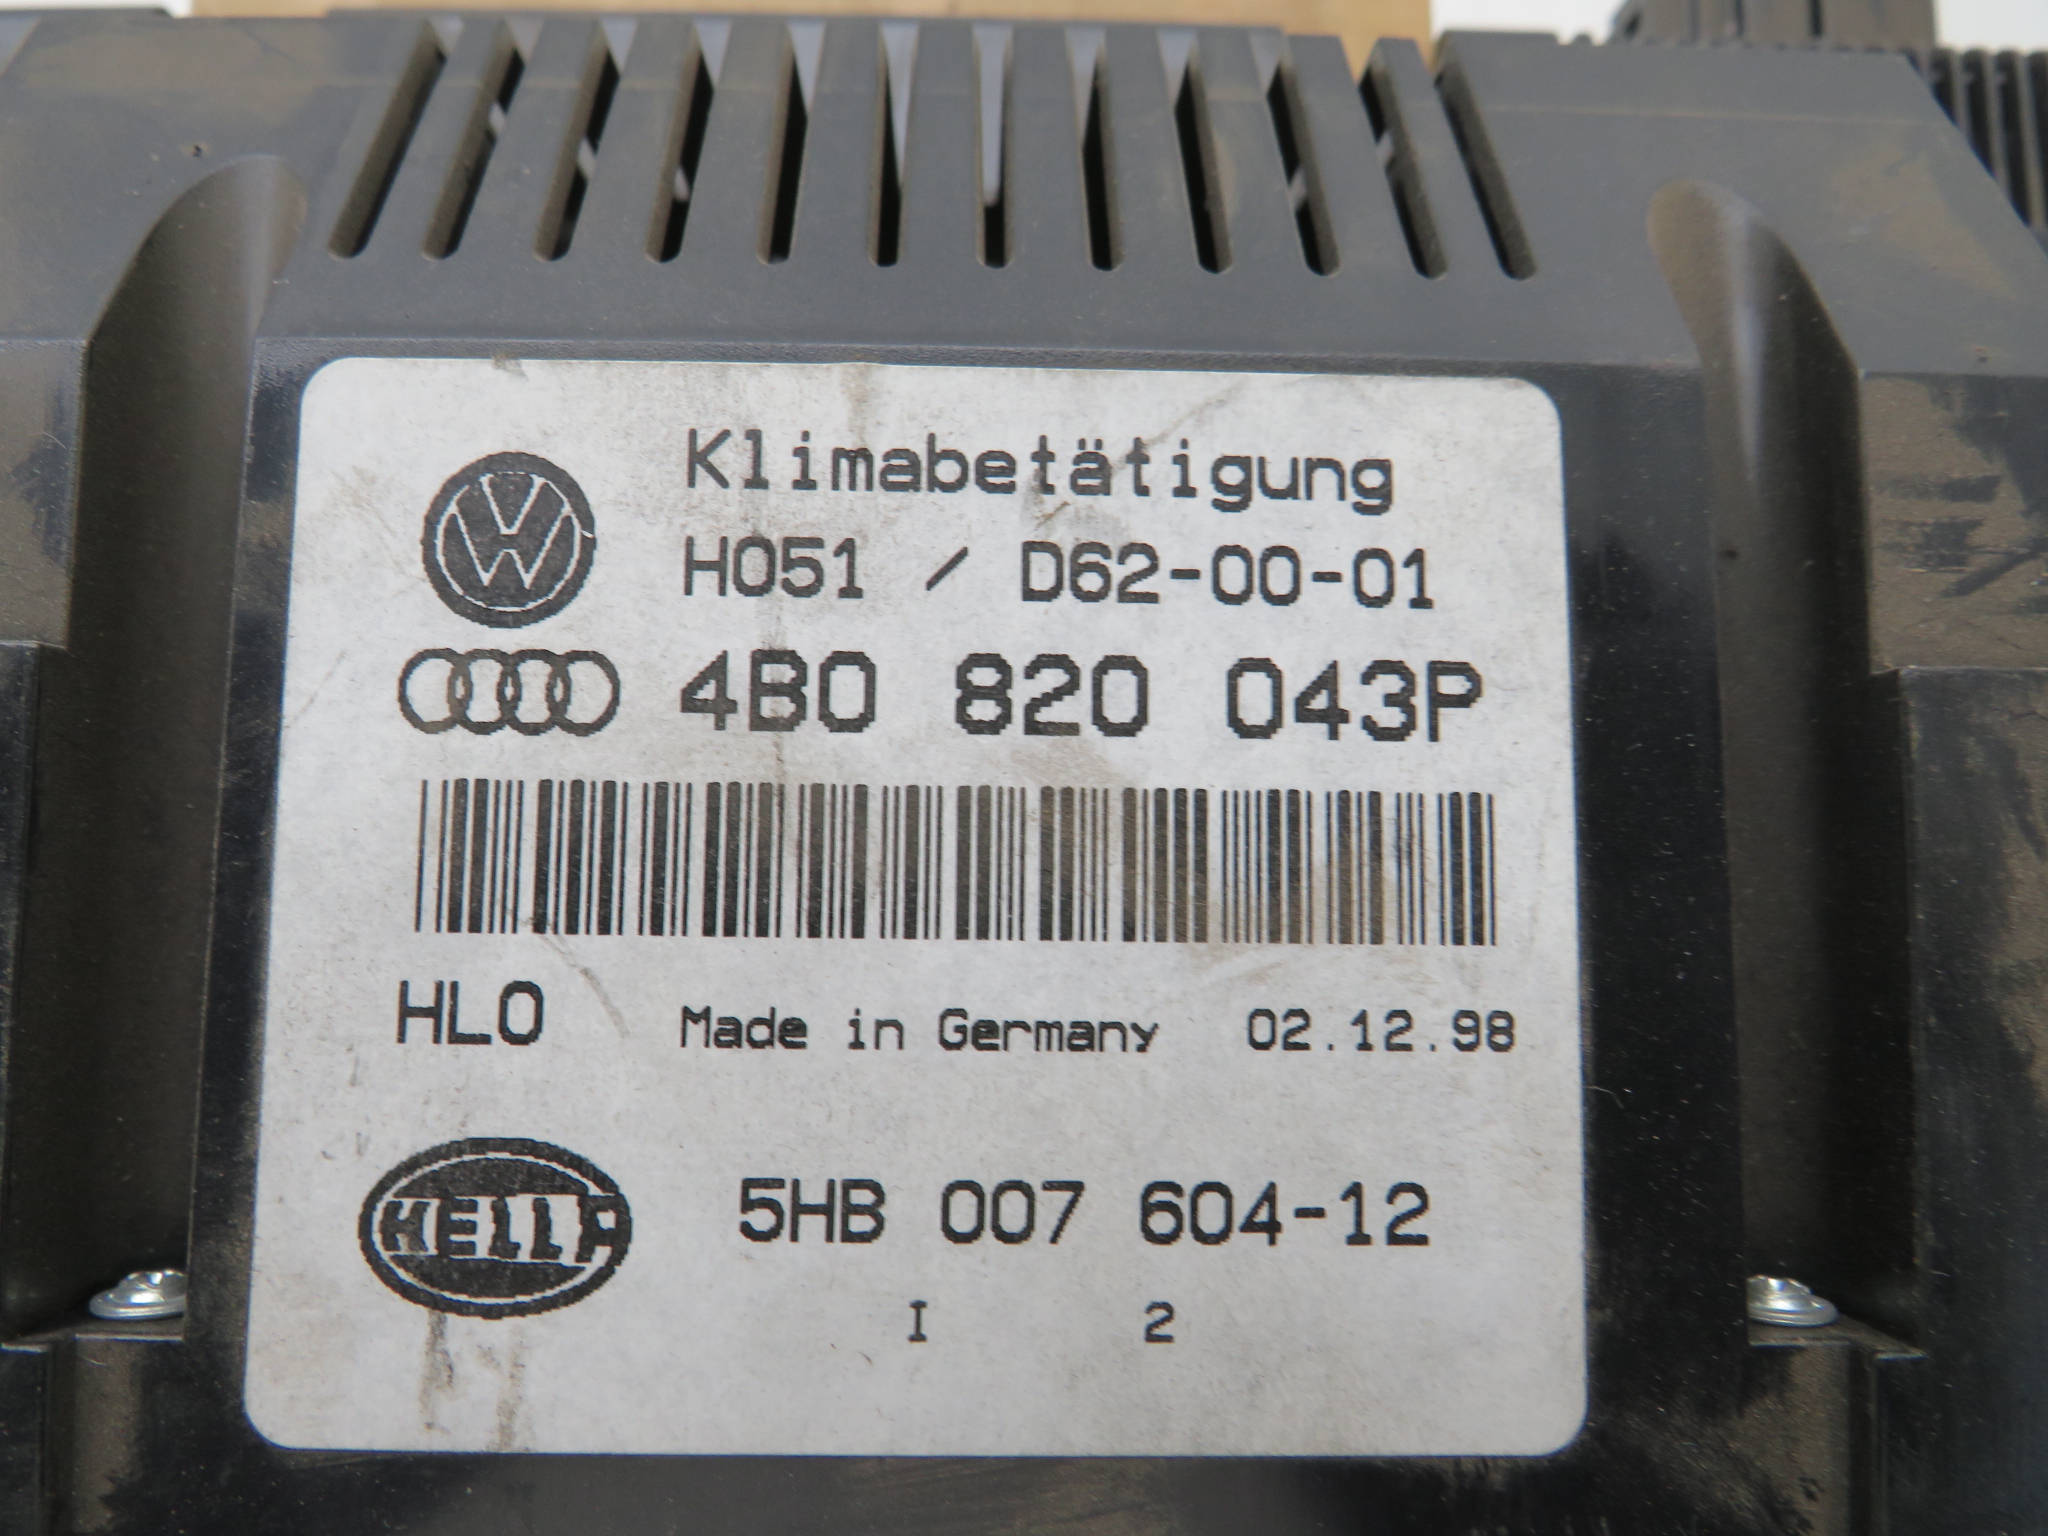 Klimabetätigung
H051 / D62-00-01
4B0 820 043P
HLO Made in Germany 02.12.98
HELLA 5HB 007 604-12
I 2